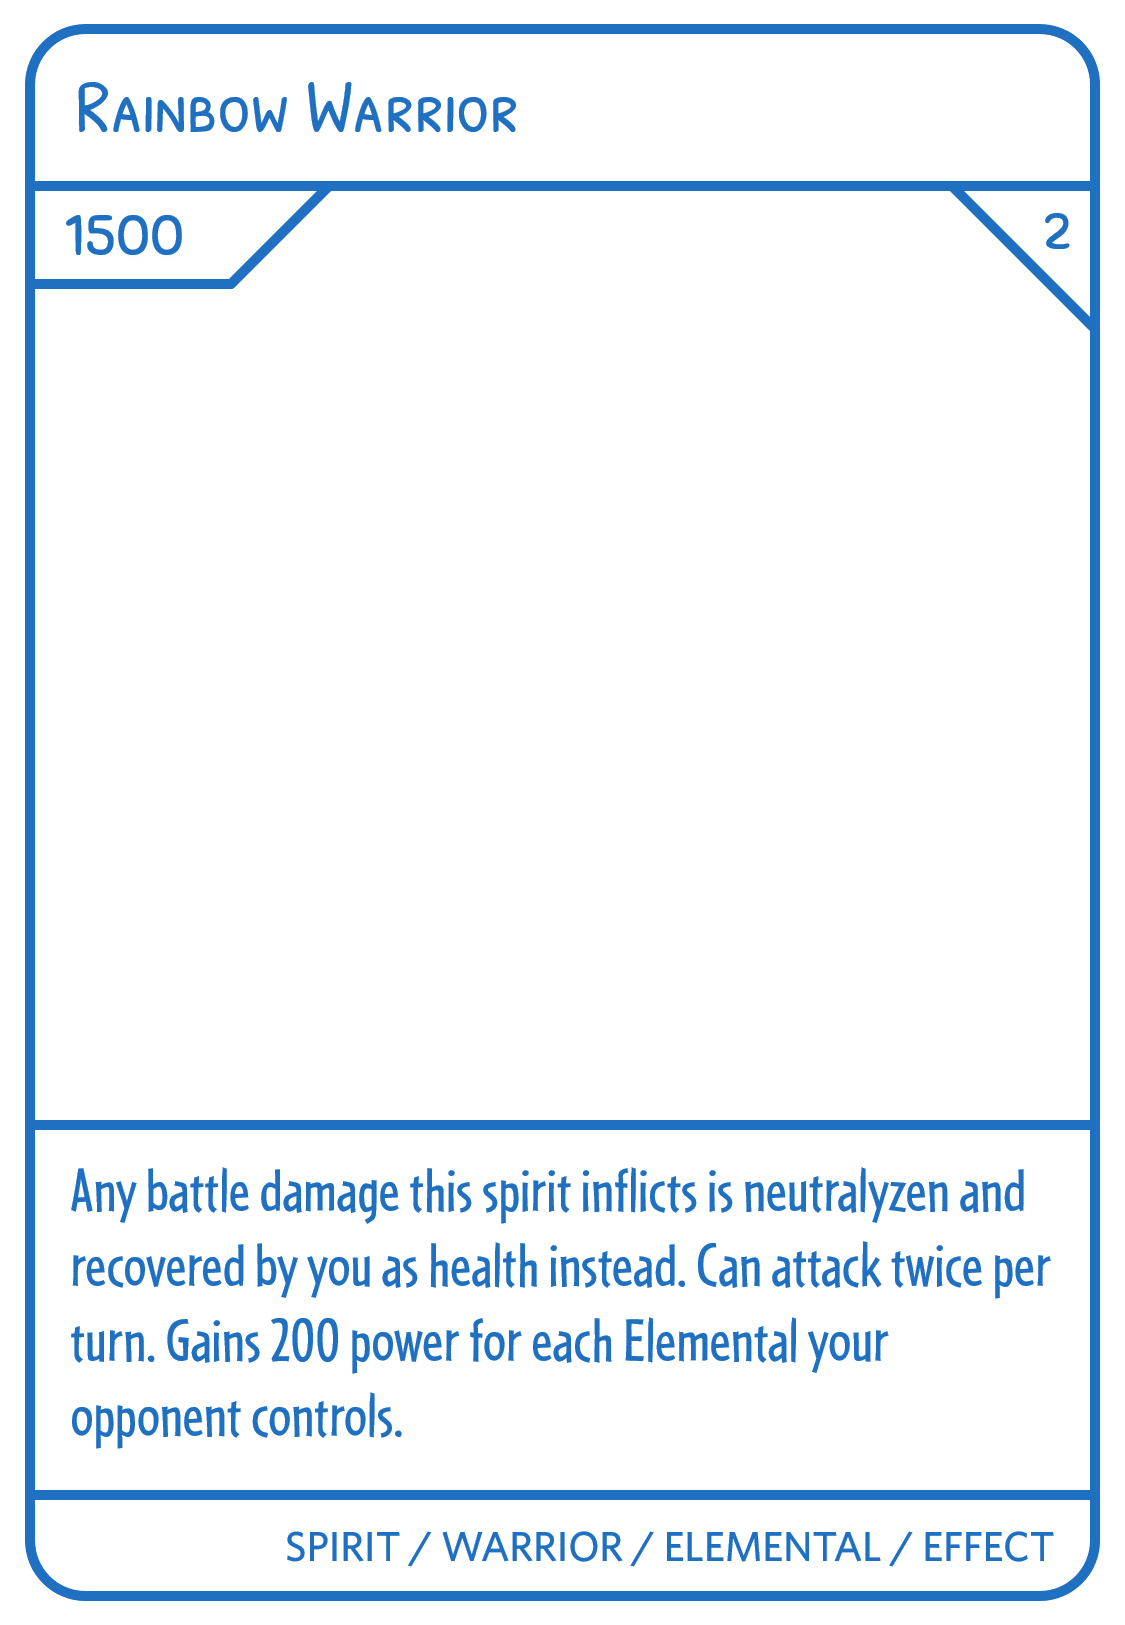 Rainbow Warrior
1500
2
Any battle damage this spirit inflicts is neutralyzen and
recovered by you as health instead. Can attack twice per
turn. Gains 200 power for each Elemental your
opponent controls.
SPIRIT / WARRIOR / ELEMENTAL / EFFECT